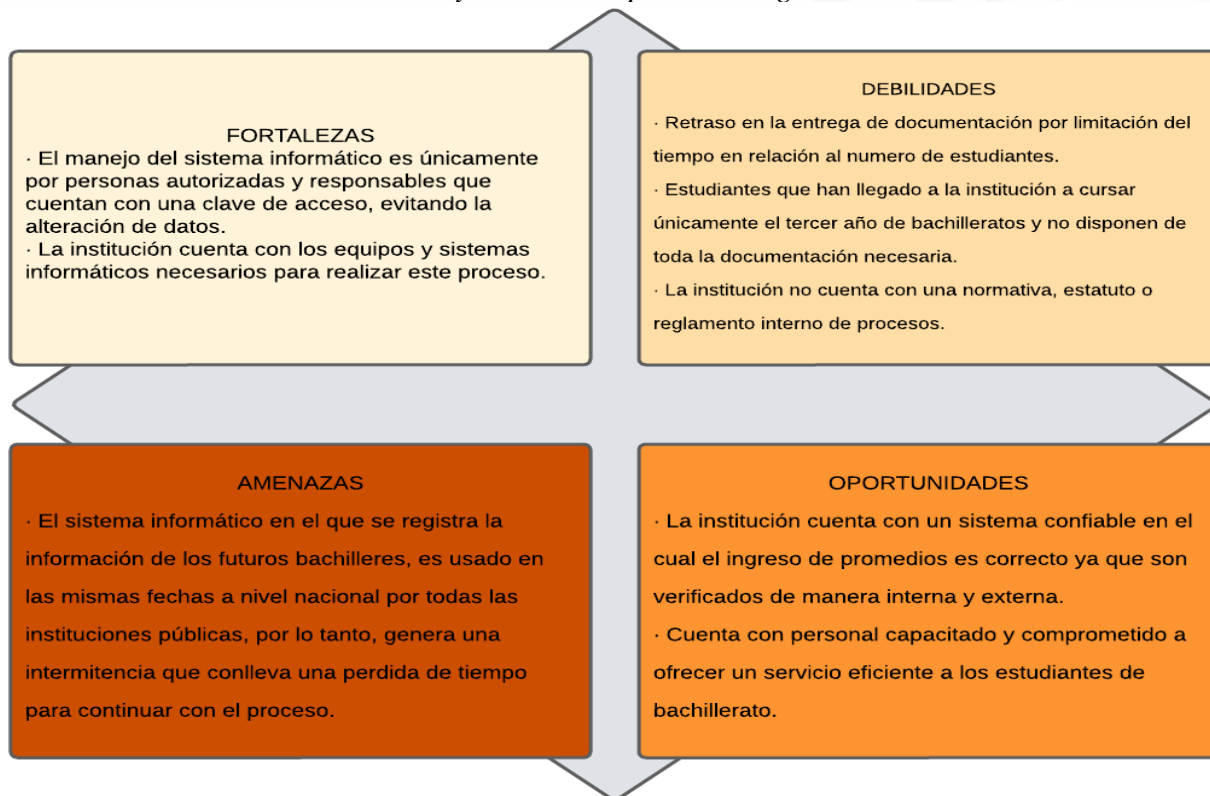 FORTALEZAS
· El manejo del sistema informático es únicamente
por personas autorizadas y responsables que
cuentan con una clave de acceso, evitando la
alteración de datos.
· La institución cuenta con los equipos y sistemas
informáticos necesarios para realizar este proceso.
DEBILIDADES
· Retraso en la entrega de documentación por limitación del
tiempo en relación al numero de estudiantes.
· Estudiantes que han llegado a la institución a cursar
únicamente el tercer año de bachilleratos y no disponen de
toda la documentación necesaria.
· La institución no cuenta con una normativa, estatuto o
reglamento interno de procesos.
AMENAZAS
· El sistema informático en el que se registra la
información de los futuros bachilleres, es usado en
las mismas fechas a nivel nacional por todas las
instituciones públicas, por lo tanto, genera una
intermitencia que conlleva una perdida de tiempo
para continuar con el proceso.
OPORTUNIDADES
· La institución cuenta con un sistema confiable en el
cual el ingreso de promedios es correcto ya que son
verificados de manera interna y externa.
· Cuenta con personal capacitado y comprometido a
ofrecer un servicio eficiente a los estudiantes de
bachillerato.